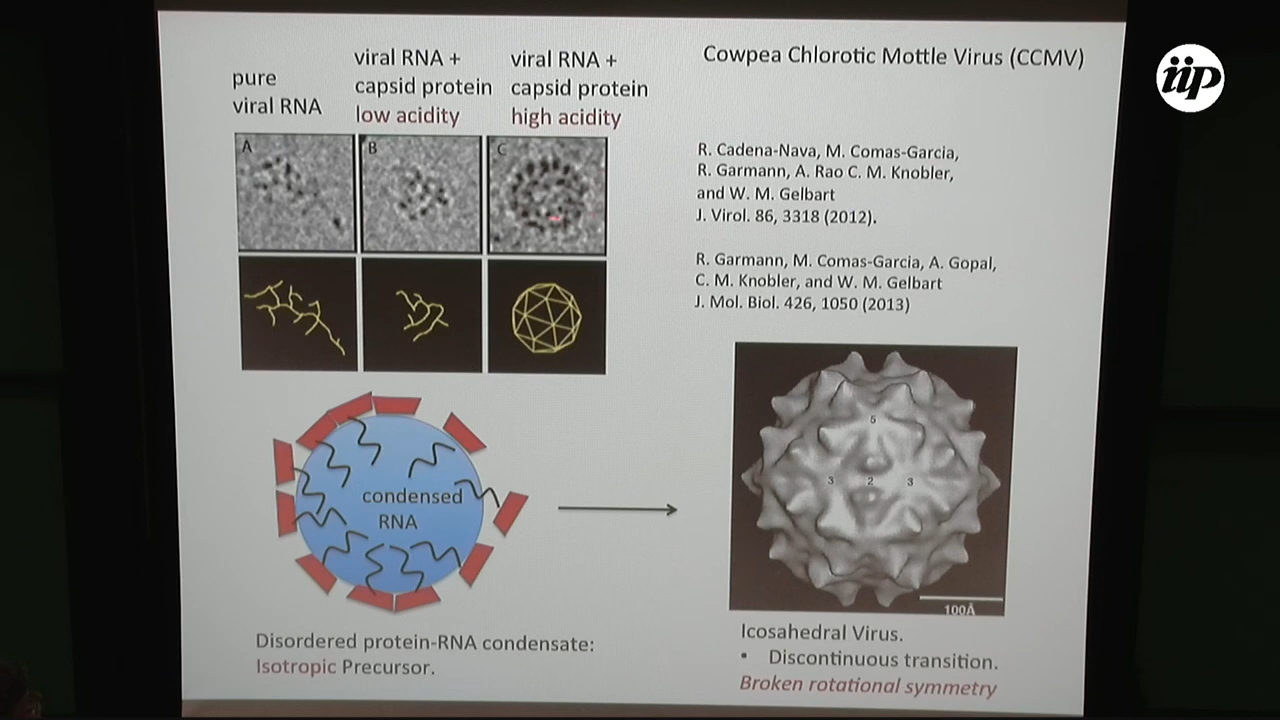 pure
viral RNA
viral RNA +
capsid protein
low acidity
viral RNA +
capsid protein
high acidity
A
B
C
Cowpea Chlorotic Mottle Virus (CCMV)
iip
R. Cadena-Nava, M. Comas-Garcia,
R. Garmann, A. Rao C. M. Knobler,
and W. M. Gelbart
J. Virol. 86, 3318 (2012).
R. Garmann, M. Comas-Garcia, A. Gopal,
C. M. Knobler, and W. M. Gelbart
J. Mol. Biol. 426, 1050 (2013)
condensed
RNA
5
3 2 3
100Å
Disordered protein-RNA condensate:
Isotropic Precursor.
Icosahedral Virus.
• Discontinuous transition.
Broken rotational symmetry